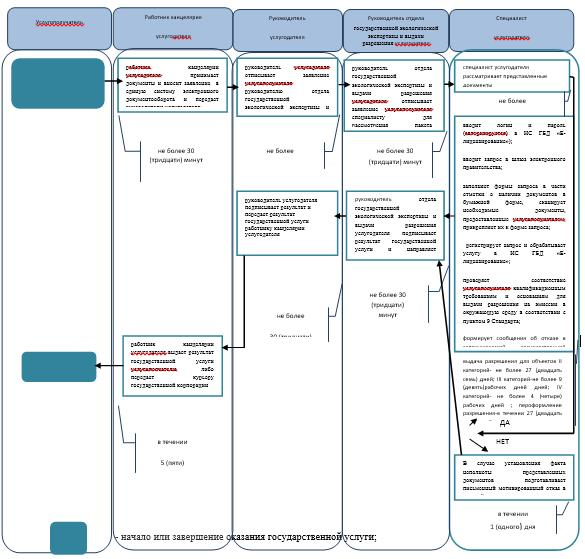 Услугополучатель
Работник канцелярии
услугодателя
Руководитель
услугодателя
Руководитель отдела
государственной экологической
экспертизы и выдачи
разрешения услугодателя
Специалист
услугодателя
работник канцелярии
услугодателя принимает
документы и вносит заявление в
единую систему электронного
документооборота и передает
руководитель услугодателя
отписывает заявление
услугополучателя
руководителю отдела
государственной
экологической экспертизы и
руководитель отдела
государственной
экологической экспертизы и
выдачи разрешения
услугодателя отписывает
заявление услугополучателя
специалисту для
рассмотрения пакета
специалист услугодателя
рассматривает представленные
документы
не более
не более 30
(тридцати) минут
не более
не более 30
(тридцати) минут
вводит логин и пароль
(авторизируется) в ИС ГБД «Е-
лицензирование»;
вводит запрос в шлюз электронного
правительства;
заполняет формы запроса в части
отметки о наличии документов в
бумажной форме, сканирует
необходимые документы,
предоставленные услугополучателем,
прикрепляет их к форме запроса;
регистрирует запрос и обрабатывает
услугу в ИС ГБД «Е-
лицензирование»;
проверяет соответствие
услугополучателя квалификационным
требованиям и основаниям для
выдачи разрешения на эмиссии в
окружающую среду в соответствии с
пунктом 9 Стандарта;
формирует сообщения об отказе в
руководитель услугодателя
подписывает результат и
передает результат
государственной услуги
работнику канцелярии
услугодателя
руководитель отдела
государственной
экологической экспертизы и
выдачи разрешения
услугодателя подписывает
результат государственной
услуги и направляет
не более 30
(тридцати)
минут
не более
30 (тридцати)
работник канцелярии
услугодателя выдает результат
государственной услуги
услугополучателю либо
передает курьеру
государственной корпорации
выдача разрешения для объектов II
категорий- не более 27 (двадцать
семь) дней; III категорий-не более 9
(девять)рабочих дней дней; IV
категорий- не более 4 (четыре)
рабочих дней ; переоформление
разрешения-в течении 27 (двадцать
ДА
НЕТ
в течении
5 (пяти)
В случае установления факта
неполноты представленных
документов подготавливает
письменный мотивированный отказ в
в течении
1 (одного) дня
- начало или завершение оказания государственной услуги;